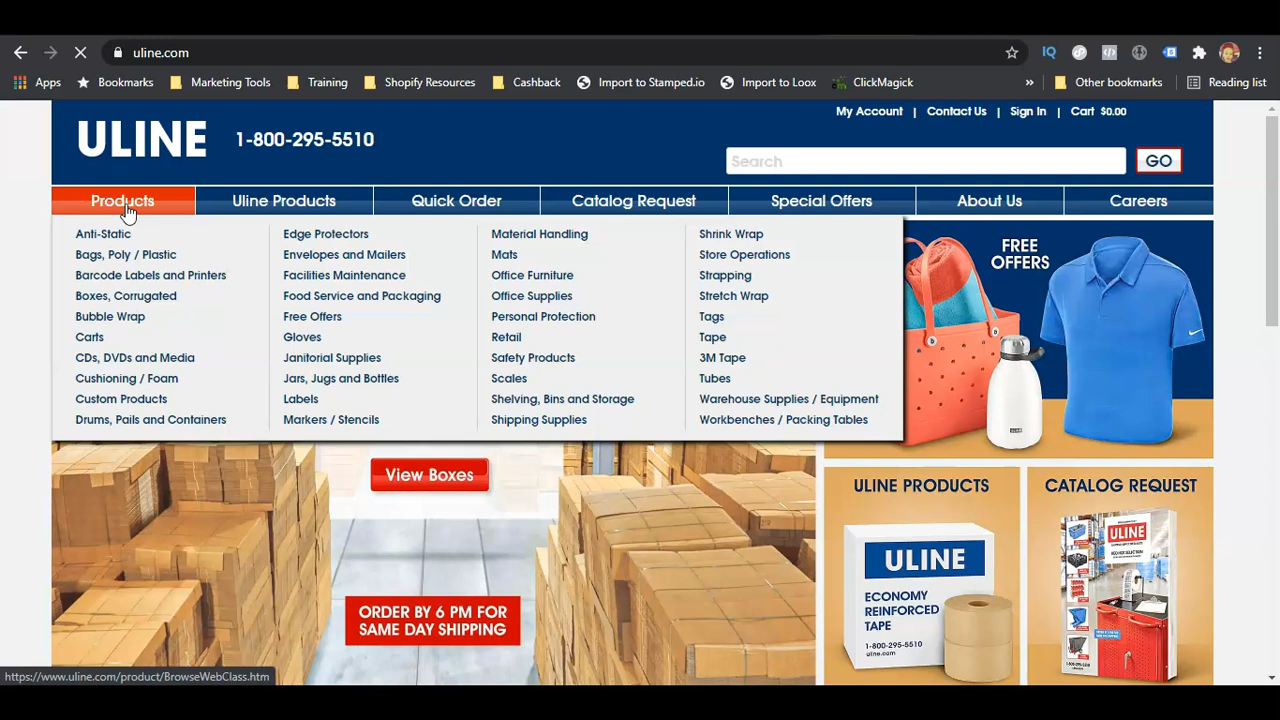 uline.com
IQ
Apps
Bookmarks
Marketing Tools
Training
Shopify Resources
Cashback
Import to Stamped.io
Import to Loox
ClickMagick
»
Other bookmarks
Reading list
My Account | Contact Us | Sign In | Cart $0.00
ULINE 1-800-295-5510
Search GO
Products Uline Products Quick Order Catalog Request Special Offers About Us Careers
Anti-Static
Bags, Poly / Plastic
Barcode Labels and Printers
Boxes, Corrugated
Bubble Wrap
Carts
CDs, DVDs and Media
Cushioning / Foam
Custom Products
Drums, Pails and Containers
Edge Protectors
Envelopes and Mailers
Facilities Maintenance
Food Service and Packaging
Free Offers
Gloves
Janitorial Supplies
Jars, Jugs and Bottles
Labels
Markers / Stencils
Material Handling
Mats
Office Furniture
Office Supplies
Personal Protection
Retail
Safety Products
Scales
Shelving, Bins and Storage
Shipping Supplies
Shrink Wrap
Store Operations
Strapping
Stretch Wrap
Tags
Tape
3M Tape
Tubes
Warehouse Supplies / Equipment
Workbenches / Packing Tables
FREE
OFFERS
View Boxes
ORDER BY 6 PM FOR
SAME DAY SHIPPING
ULINE PRODUCTS
ULINE
ECONOMY
REINFORCED
TAPE
1-800-295-5510
uline.com
CATALOG REQUEST
ULINE
https://www.uline.com/product/BrowseWebClass.htm